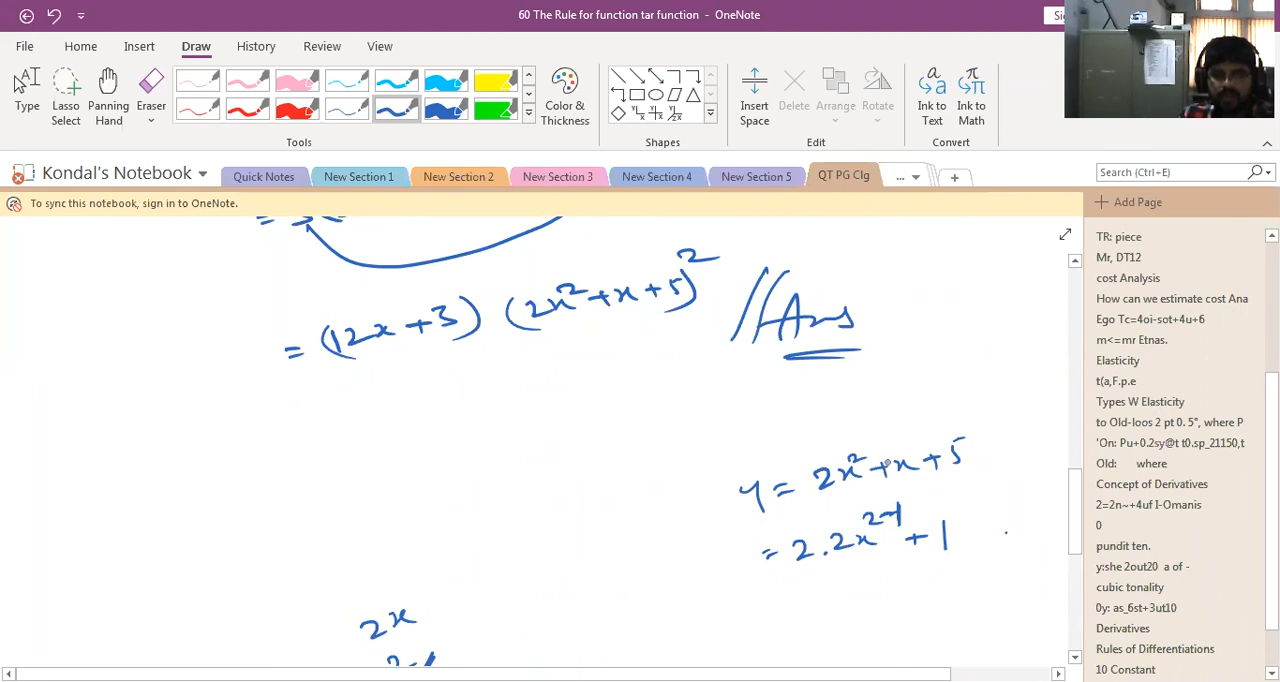 60 The Rule for function tar function - OneNote
File Home Insert Draw History Review View
Type Lasso Select Panning Hand Eraser Color & Thickness Insert Space Delete Arrange Rotate Ink to Text Ink to Math
Tools Shapes Edit Convert
Kondal's Notebook Quick Notes New Section 1 New Section 2 New Section 3 New Section 4 New Section 5 QT PG Clg ... Search (Ctrl+E)
To sync this notebook, sign in to OneNote.
Add Page
= (12x+3) (2x²+x+5)² // Ans
y = 2x²+x+5
= 2.2x²⁻¹ + 1
2x
TR: piece
Mr, DT12
cost Analysis
How can we estimate cost Ana
Ego Tc=4oi-sot+4u+6
m<=mr Etnas.
Elasticity
t(a,F.p.e
Types W Elasticity
to Old-loos 2 pt 0. 5°, where P
'On: Pu+0.2sy@t t0.sp_21150,t
Old: where
Concept of Derivatives
2=2n~+4uf I-Omanis
0
pundit ten.
y:she 2out20 a of -
cubic tonality
0y: as_6st+3ut10
Derivatives
Rules of Differentiations
10 Constant